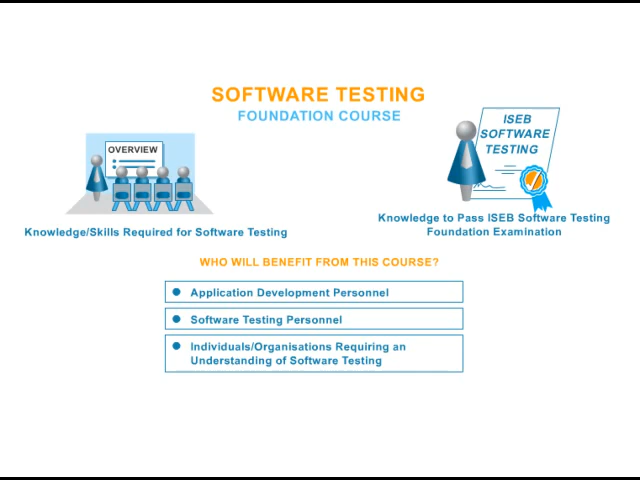 SOFTWARE TESTING
FOUNDATION COURSE
OVERVIEW
ISEB
SOFTWARE
TESTING
Knowledge/Skills Required for Software Testing
Knowledge to Pass ISEB Software Testing
Foundation Examination
WHO WILL BENEFIT FROM THIS COURSE?
Application Development Personnel
Software Testing Personnel
Individuals/Organisations Requiring an
Understanding of Software Testing